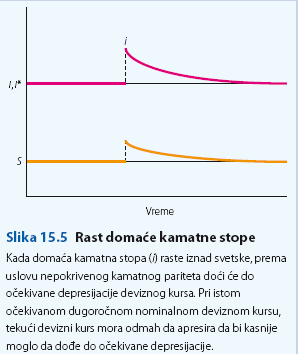 i
I,I*
S
Vreme
Slika 15.5 Rast domaće kamatne stope
Kada domaća kamatna stopa (i) raste iznad svetske, prema
uslovu nepokrivenog kamatnog pariteta doći će do
očekivane depresijacije deviznog kursa. Pri istom
očekivanom dugoročnom nominalnom deviznom kursu,
tekući devizni kurs mora odmah da apresira da bi kasnije
moglo da dođe do očekivane depresijacije.